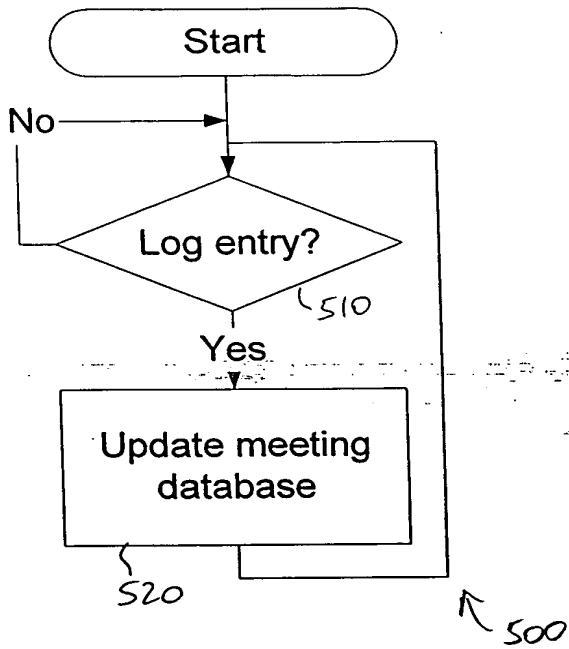 Start
No
Log entry?
510
Yes
Update meeting
database
520
500